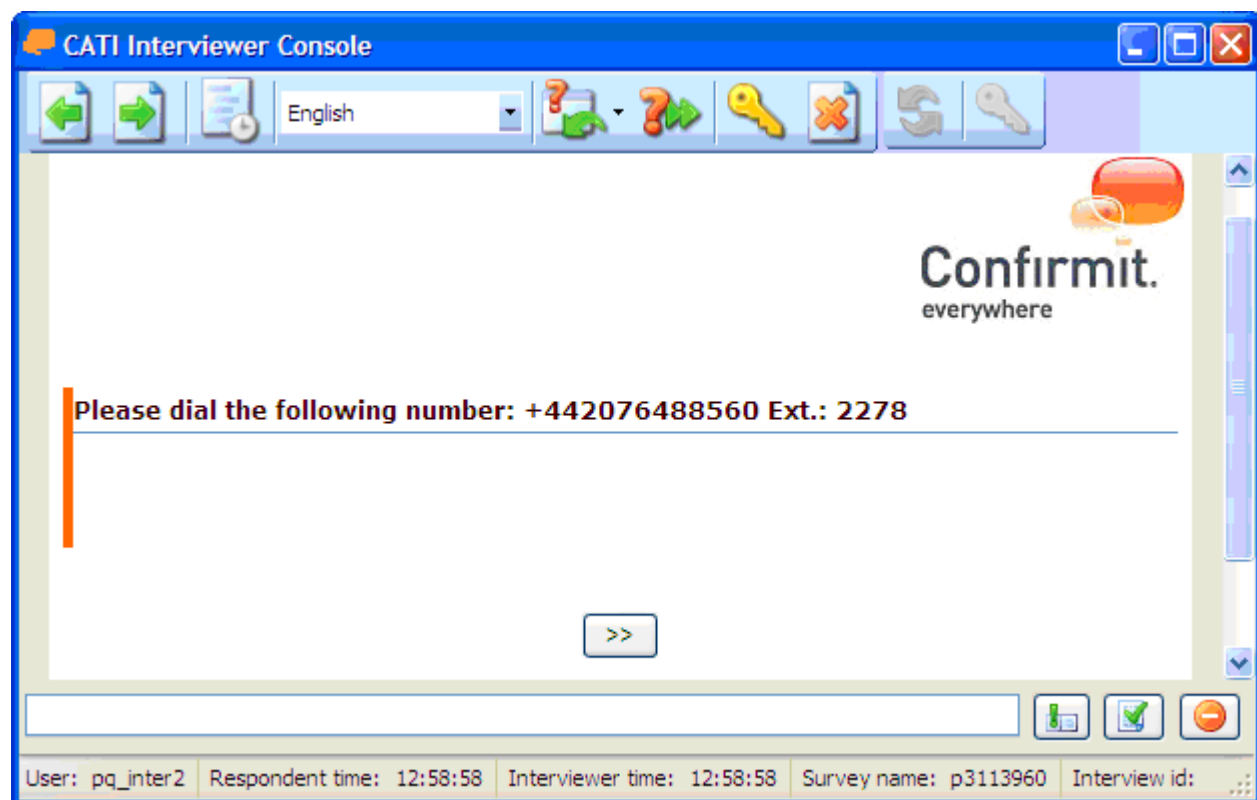 CATI Interviewer Console
English
Confirmit.
everywhere
Please dial the following number: +442076488560 Ext.: 2278
>>
User: pq_inter2 Respondent time: 12:58:58 Interviewer time: 12:58:58 Survey name: p3113960 Interview id: